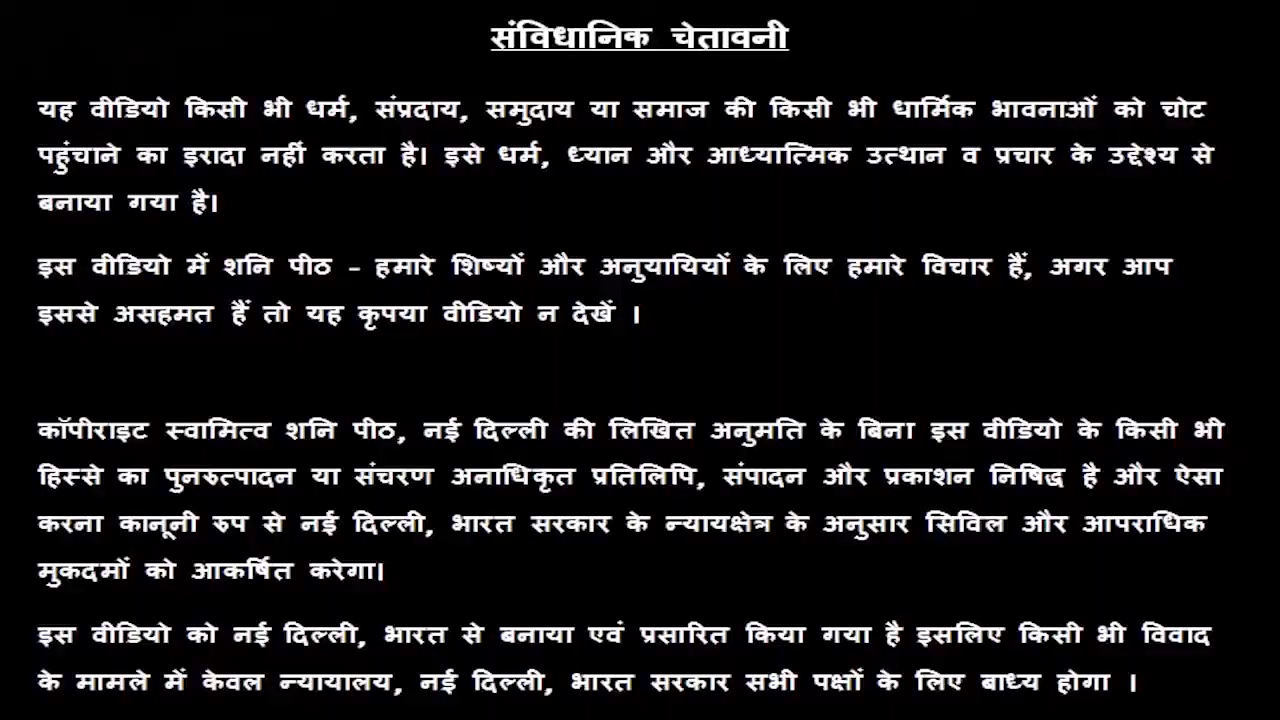 संविधानिक चेतावनी
यह वीडियो किसी भी धर्म, संप्रदाय, समुदाय या समाज की किसी भी धार्मिक भावनाओं को चोट
पहुंचाने का इरादा नहीं करता है। इसे धर्म, ध्यान और आध्यात्मिक उत्थान व प्रचार के उद्देश्य से
बनाया गया है।
इस वीडियो में शनि पीठ – हमारे शिष्यों और अनुयायियों के लिए हमारे विचार हैं, अगर आप
इससे असहमत हैं तो यह कृपया वीडियो न देखें ।
कॉपीराइट स्वामित्व शनि पीठ, नई दिल्ली की लिखित अनुमति के बिना इस वीडियो के किसी भी
हिस्से का पुनरुत्पादन या संचरण अनाधिकृत प्रतिलिपि, संपादन और प्रकाशन निषिद्ध है और ऐसा
करना कानूनी रुप से नई दिल्ली, भारत सरकार के न्यायक्षेत्र के अनुसार सिविल और आपराधिक
मुकदमों को आकर्षित करेगा।
इस वीडियो को नई दिल्ली, भारत से बनाया एवं प्रसारित किया गया है इसलिए किसी भी विवाद
के मामले में केवल न्यायालय, नई दिल्ली, भारत सरकार सभी पक्षों के लिए बाध्य होगा ।